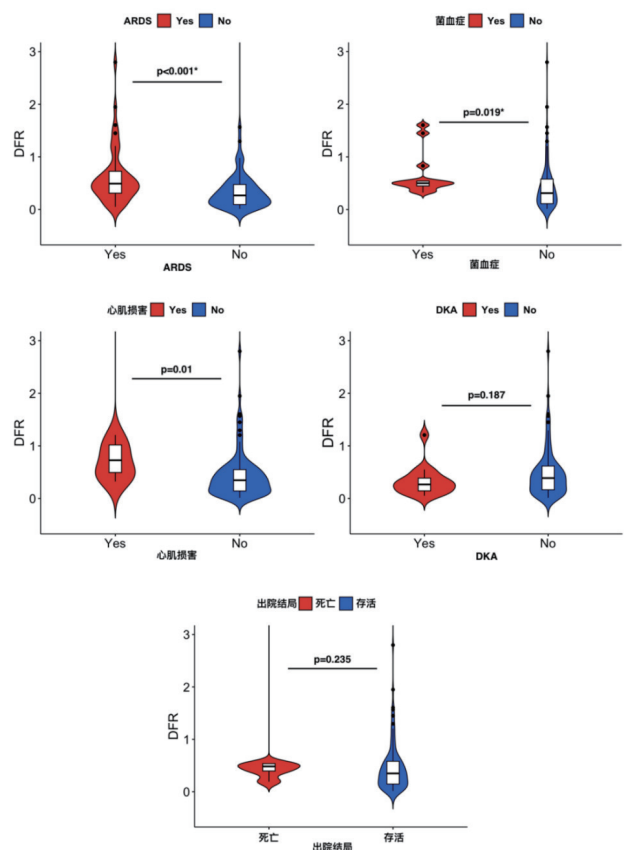 ARDS Yes No
3
2
1
0
DFR
p<0.001*
Yes No
ARDS
菌血症 Yes No
3
2
1
0
DFR
p=0.019*
Yes No
菌血症
心肌损害 Yes No
3
2
1
0
DFR
p=0.01
Yes No
心肌损害
DKA Yes No
3
2
1
0
DFR
p=0.187
Yes No
DKA
出院结局 死亡 存活
3
2
1
0
DFR
p=0.235
死亡 存活
出院结局